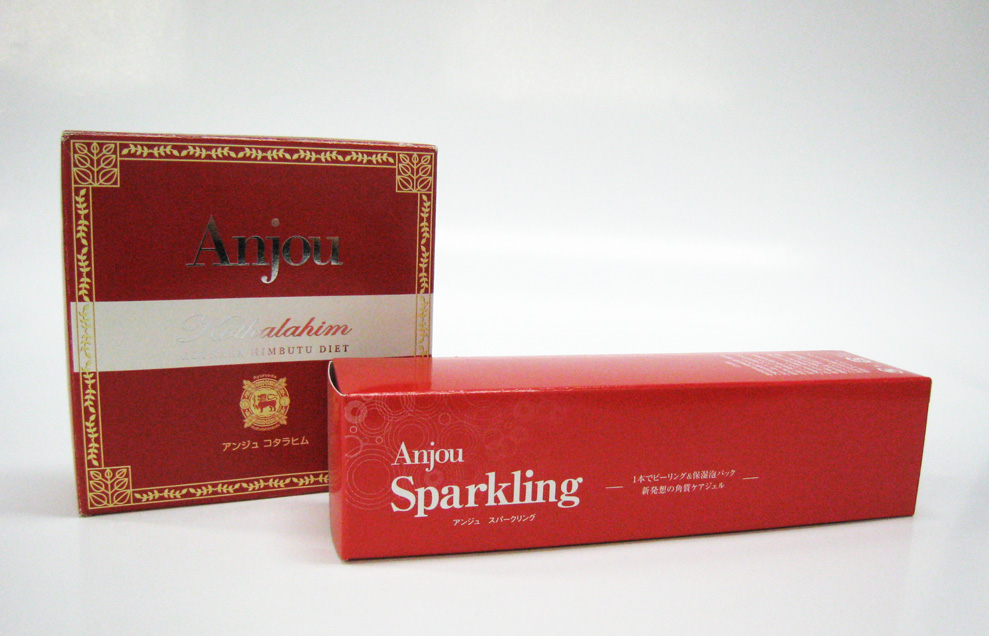 Anjou
Kothalahim
HIMBUTU DIET
アンジュ コタラヒム
Anjou
Sparkling
アンジュ スパークリング
1本でピーリング&保湿泡パック
新発想の角質ケアジェル